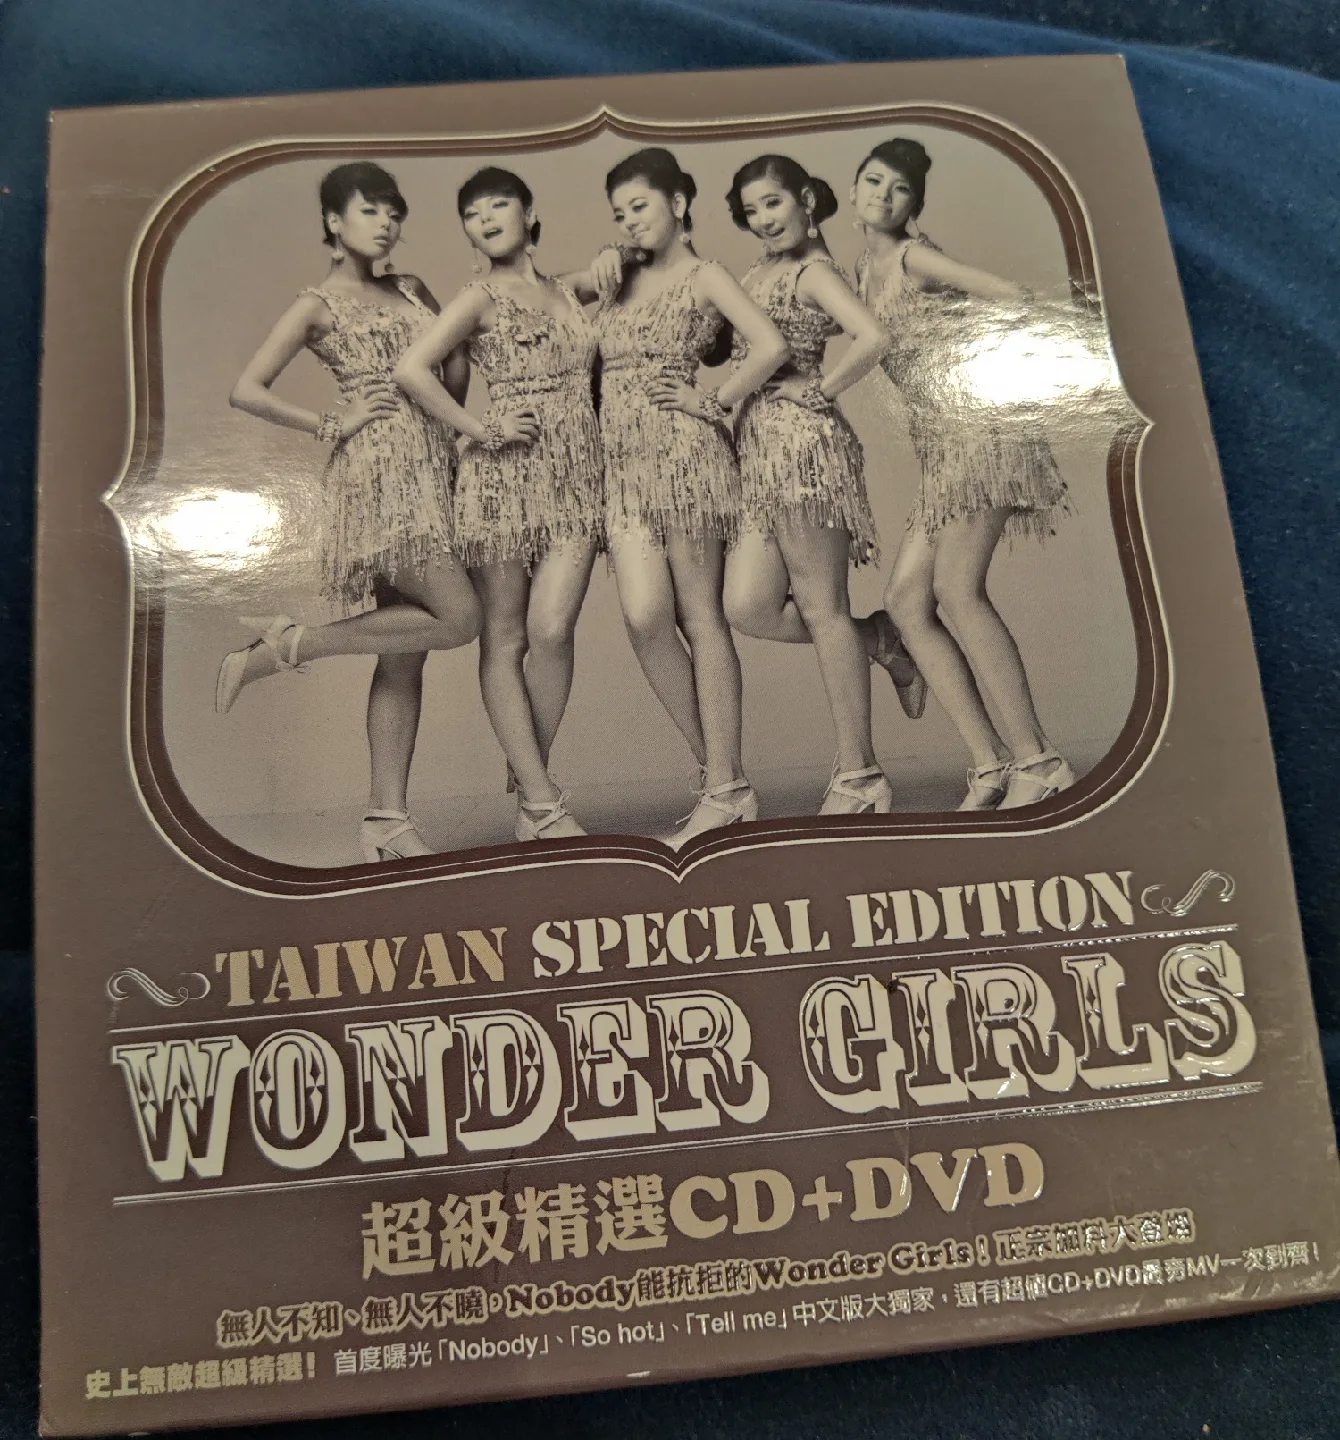 TAIWAN SPECIAL EDITION
WONDER GIRLS
超級精選CD+DVD
無人不知、無人不曉，Nobody能抗拒的Wonder Girls！正宗加料大登場
史上無敵超級精選！ 首度曝光「Nobody」、「So hot」、「Tell me」中文版大獨家，還有超值CD+DVD最夯MV一次到齊！